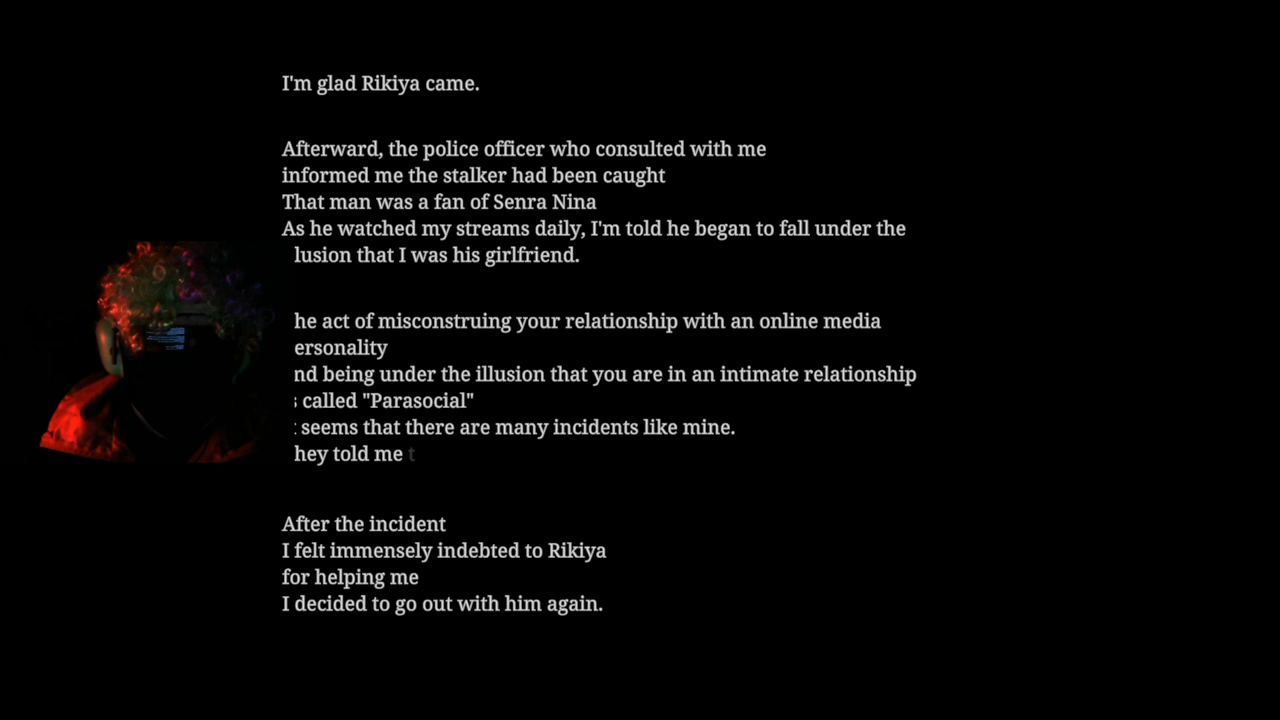 I'm glad Rikiya came.
Afterward, the police officer who consulted with me
informed me the stalker had been caught
That man was a fan of Senra Nina
As he watched my streams daily, I'm told he began to fall under the
lusion that I was his girlfriend.
he act of misconstruing your relationship with an online media
ersonality
nd being under the illusion that you are in an intimate relationship
s called "Parasocial"
t seems that there are many incidents like mine.
hey told me t
After the incident
I felt immensely indebted to Rikiya
for helping me
I decided to go out with him again.